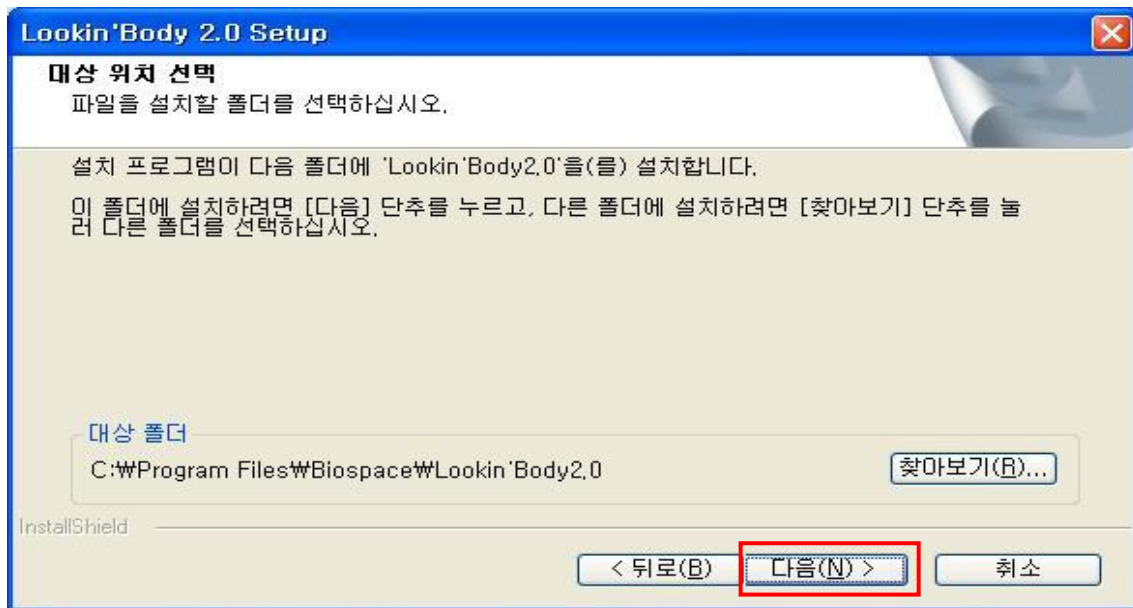 Lookin'Body 2.0 Setup
대상 위치 선택
파일을 설치할 폴더를 선택하십시오.
설치 프로그램이 다음 폴더에 'Lookin'Body2.0'을(를) 설치합니다.
이 폴더에 설치하려면 [다음] 단추를 누르고, 다른 폴더에 설치하려면 [찾아보기] 단추를 눌
러 다른 폴더를 선택하십시오.
대상 폴더
C:₩Program Files₩Biospace₩Lookin'Body2.0
찾아보기(R)...
InstallShield
< 뒤로(B)
다음(N) >
취소